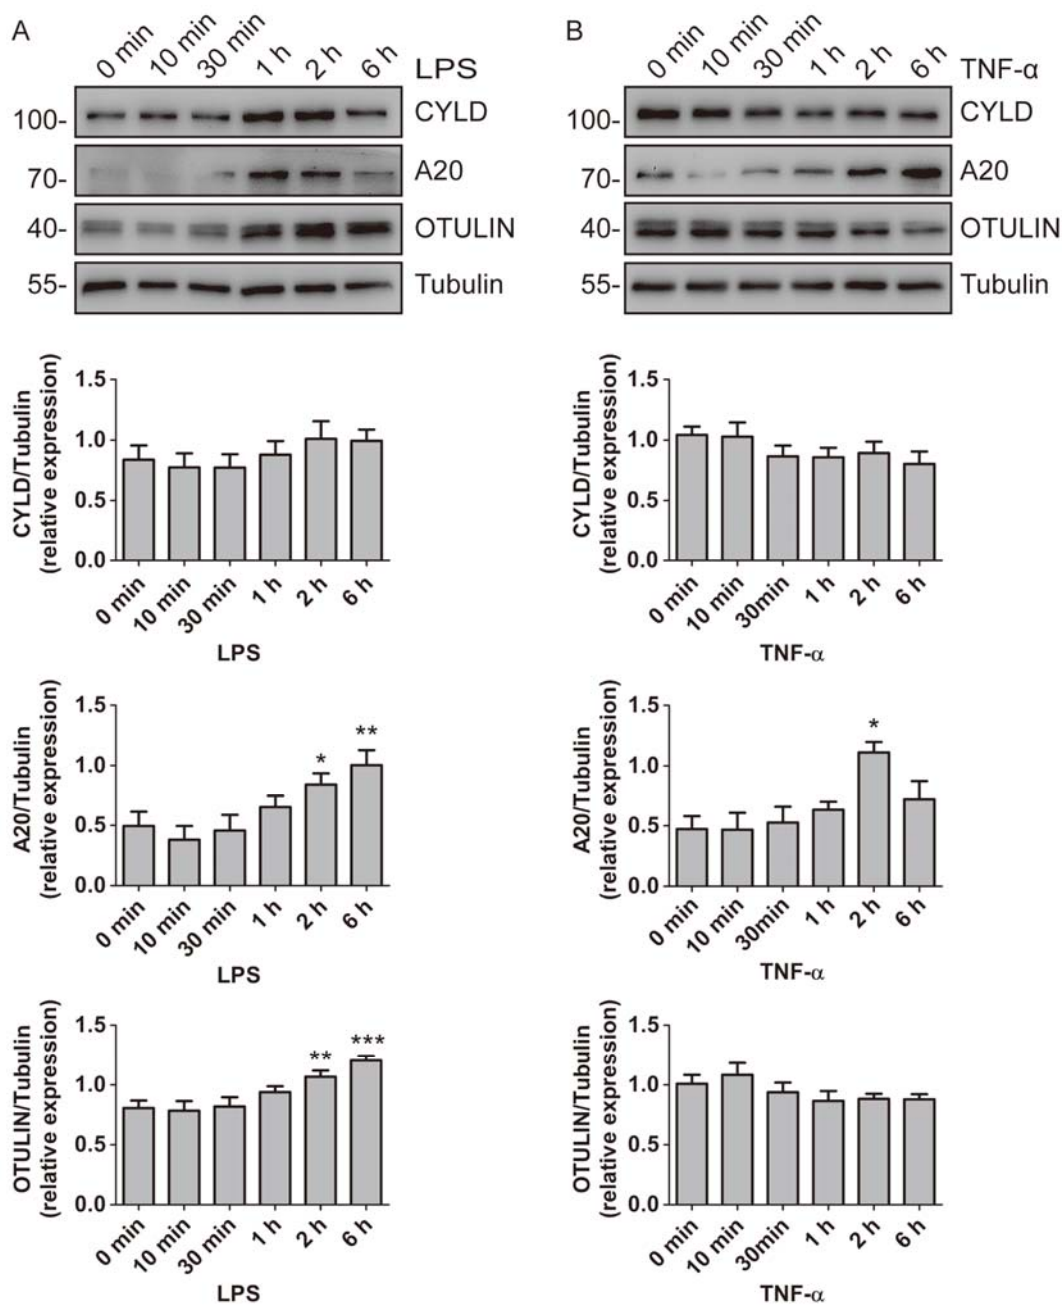 A
0 min 10 min 30 min 1 h 2 h 6 h LPS
100- CYLD
70- A20
40- OTULIN
55- Tubulin
B
0 min 10 min 30 min 1 h 2 h 6 h TNF-α
100- CYLD
70- A20
40- OTULIN
55- Tubulin
CYLD/Tubulin
(relative expression)
1.5
1.0
0.5
0.0
0 min 10 min 30 min 1 h 2 h 6 h
LPS
CYLD/Tubulin
(relative expression)
1.5
1.0
0.5
0.0
0 min 10 min 30min 1 h 2 h 6 h
TNF-α
A20/Tubulin
(relative expression)
1.5
1.0
0.5
0.0
* **
0 min 10 min 30 min 1 h 2 h 6 h
LPS
A20/Tubulin
(relative expression)
1.5
1.0
0.5
0.0
*
0 min 10 min 30min 1 h 2 h 6 h
TNF-α
OTULIN/Tubulin
(relative expression)
1.5
1.0
0.5
0.0
** ***
0 min 10 min 30 min 1 h 2 h 6 h
LPS
OTULIN/Tubulin
(relative expression)
1.5
1.0
0.5
0.0
0 min 10 min 30min 1 h 2 h 6 h
TNF-α